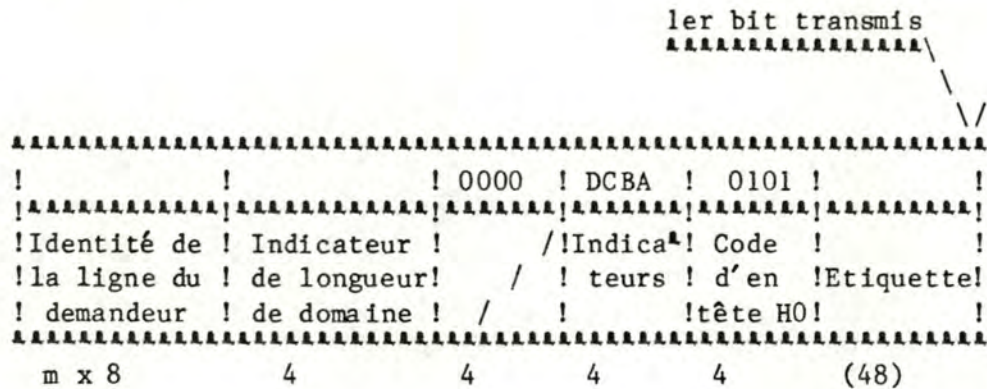 1er bit transmis
! ! ! 0000 ! DCBA ! 0101 ! !
!Identité de ! Indicateur /!Indica-! Code ! !
!la ligne du ! de longueur! / ! teurs ! d'en !Etiquette!
! demandeur ! de domaine ! / ! !tête H0! !
m x 8 4 4 4 4 (48)